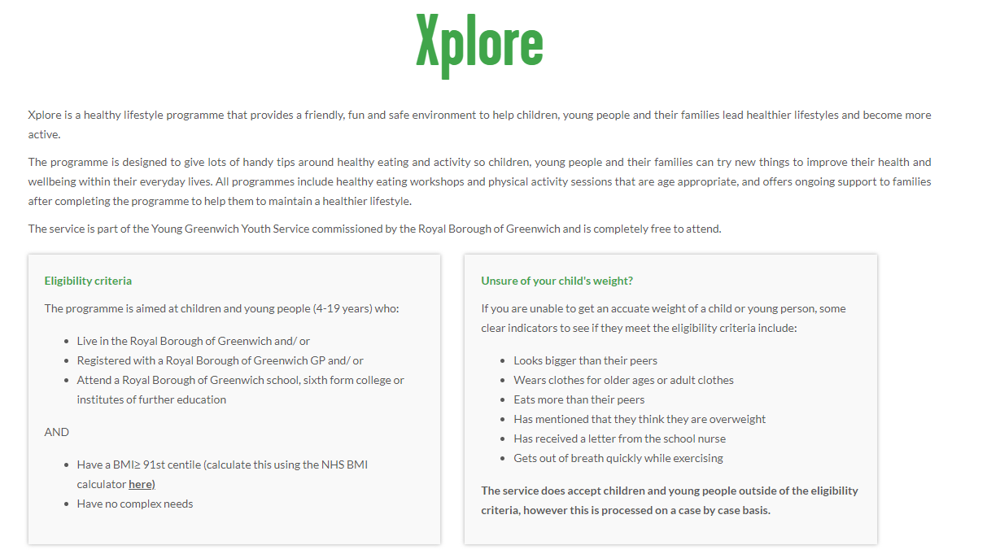 Xplore
Xplore is a healthy lifestyle programme that provides a friendly, fun and safe environment to help children, young people and their families lead healthier lifestyles and become more
active.
The programme is designed to give lots of handy tips around healthy eating and activity so children, young people and their families can try new things to improve their health and
wellbeing within their everyday lives. All programmes include healthy eating workshops and physical activity sessions that are age appropriate, and offers ongoing support to families
after completing the programme to help them to maintain a healthier lifestyle.
The service is part of the Young Greenwich Youth Service commissioned by the Royal Borough of Greenwich and is completely free to attend.
Eligibility criteria
The programme is aimed at children and young people (4-19 years) who:
• Live in the Royal Borough of Greenwich and/ or
• Registered with a Royal Borough of Greenwich GP and/ or
• Attend a Royal Borough of Greenwich school, sixth form college or
institutes of further education
AND
• Have a BMI≥ 91st centile (calculate this using the NHS BMI
calculator here)
• Have no complex needs
Unsure of your child's weight?
If you are unable to get an accuate weight of a child or young person, some
clear indicators to see if they meet the eligibility criteria include:
• Looks bigger than their peers
• Wears clothes for older ages or adult clothes
• Eats more than their peers
• Has mentioned that they think they are overweight
• Has received a letter from the school nurse
• Gets out of breath quickly while exercising
The service does accept children and young people outside of the eligibility
criteria, however this is processed on a case by case basis.